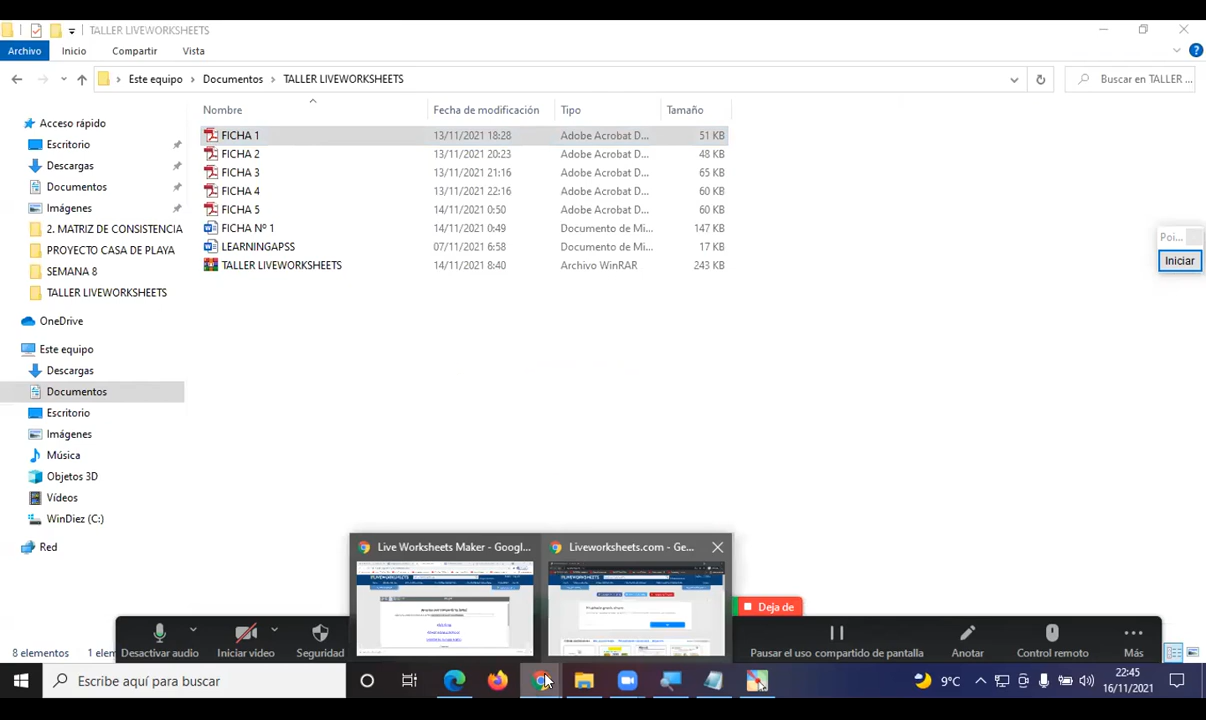 TALLER LIVEWORKSHEETS
Archivo Inicio Compartir Vista
Este equipo > Documentos > TALLER LIVEWORKSHEETS
Buscar en TALLER ...
Nombre Fecha de modificación Tipo Tamaño
FICHA 1 13/11/2021 18:28 Adobe Acrobat D... 51 KB
FICHA 2 13/11/2021 20:23 Adobe Acrobat D... 48 KB
FICHA 3 13/11/2021 21:16 Adobe Acrobat D... 65 KB
FICHA 4 13/11/2021 22:16 Adobe Acrobat D... 60 KB
FICHA 5 14/11/2021 0:50 Adobe Acrobat D... 60 KB
FICHA Nº 1 14/11/2021 0:49 Documento de Mi... 147 KB
LEARNINGAPSS 07/11/2021 6:58 Documento de Mi... 17 KB
TALLER LIVEWORKSHEETS 14/11/2021 8:40 Archivo WinRAR 243 KB
Acceso rápido
Escritorio
Descargas
Documentos
Imágenes
2. MATRIZ DE CONSISTENCIA
PROYECTO CASA DE PLAYA
SEMANA 8
TALLER LIVEWORKSHEETS
OneDrive
Este equipo
Descargas
Documentos
Escritorio
Imágenes
Música
Objetos 3D
Vídeos
WinDiez (C:)
Red
Poi...
Iniciar
Live Worksheets Maker - Googl...
Liveworksheets.com - Ge...
Deja de
Desactivar audio
Iniciar video
Seguridad
Pausar el uso compartido de pantalla
Anotar
Control remoto
Más
8 elementos 1 elem
Escribe aquí para buscar
9°C
22:45
16/11/2021